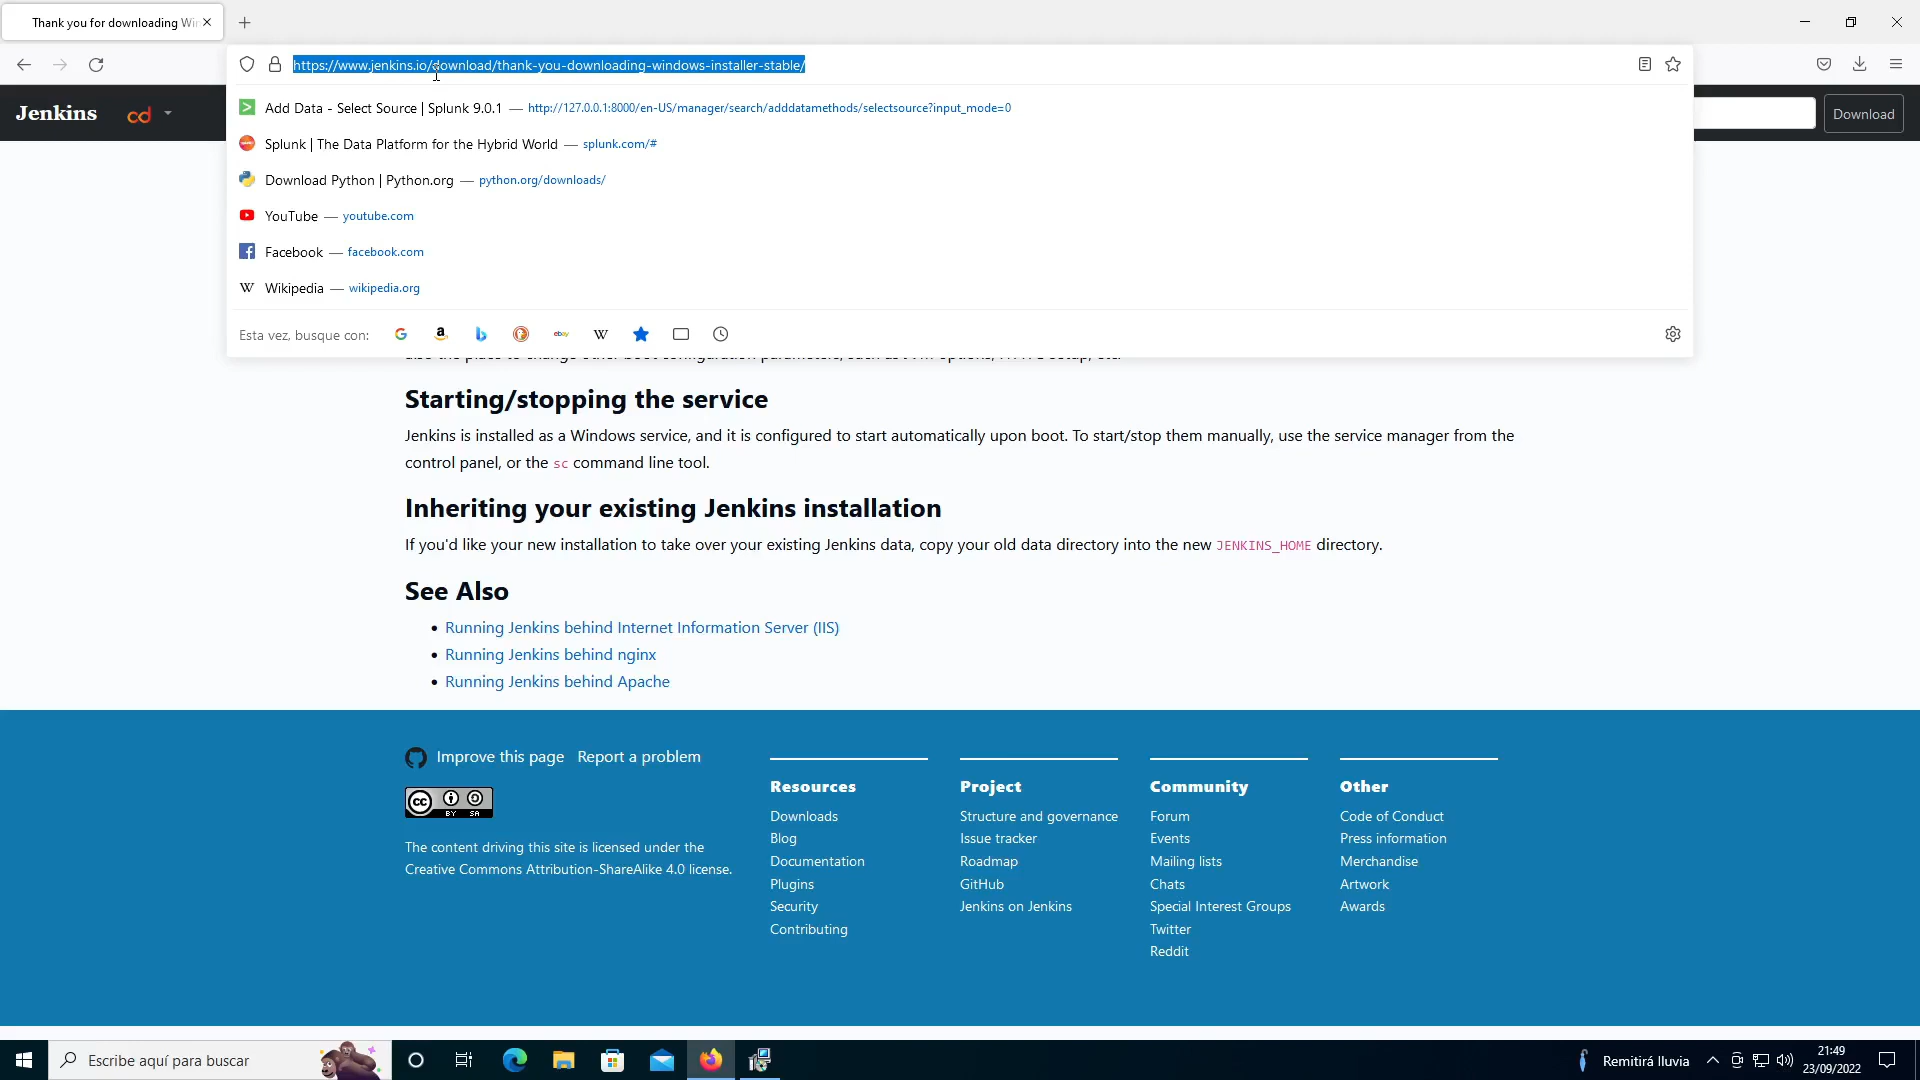 Thank you for downloading Win
https://www.jenkins.io/download/thank-you-downloading-windows-installer-stable/
Jenkins
cd
Download
Add Data - Select Source | Splunk 9.0.1 — http://127.0.0.1:8000/en-US/manager/search/adddatamethods/selectsource?input_mode=0
Splunk | The Data Platform for the Hybrid World — splunk.com/#
Download Python | Python.org — python.org/downloads/
YouTube — youtube.com
Facebook — facebook.com
W Wikipedia — wikipedia.org
Esta vez, busque con: G a b ebay W
Starting/stopping the service
Jenkins is installed as a Windows service, and it is configured to start automatically upon boot. To start/stop them manually, use the service manager from the
control panel, or the sc command line tool.
Inheriting your existing Jenkins installation
If you'd like your new installation to take over your existing Jenkins data, copy your old data directory into the new JENKINS_HOME directory.
See Also
• Running Jenkins behind Internet Information Server (IIS)
• Running Jenkins behind nginx
• Running Jenkins behind Apache
Improve this page Report a problem
cc BY SA
The content driving this site is licensed under the
Creative Commons Attribution-ShareAlike 4.0 license.
Resources
Downloads
Blog
Documentation
Plugins
Security
Contributing
Project
Structure and governance
Issue tracker
Roadmap
GitHub
Jenkins on Jenkins
Community
Forum
Events
Mailing lists
Chats
Special Interest Groups
Twitter
Reddit
Other
Code of Conduct
Press information
Merchandise
Artwork
Awards
Escribe aquí para buscar
Remitirá lluvia
21:49
23/09/2022